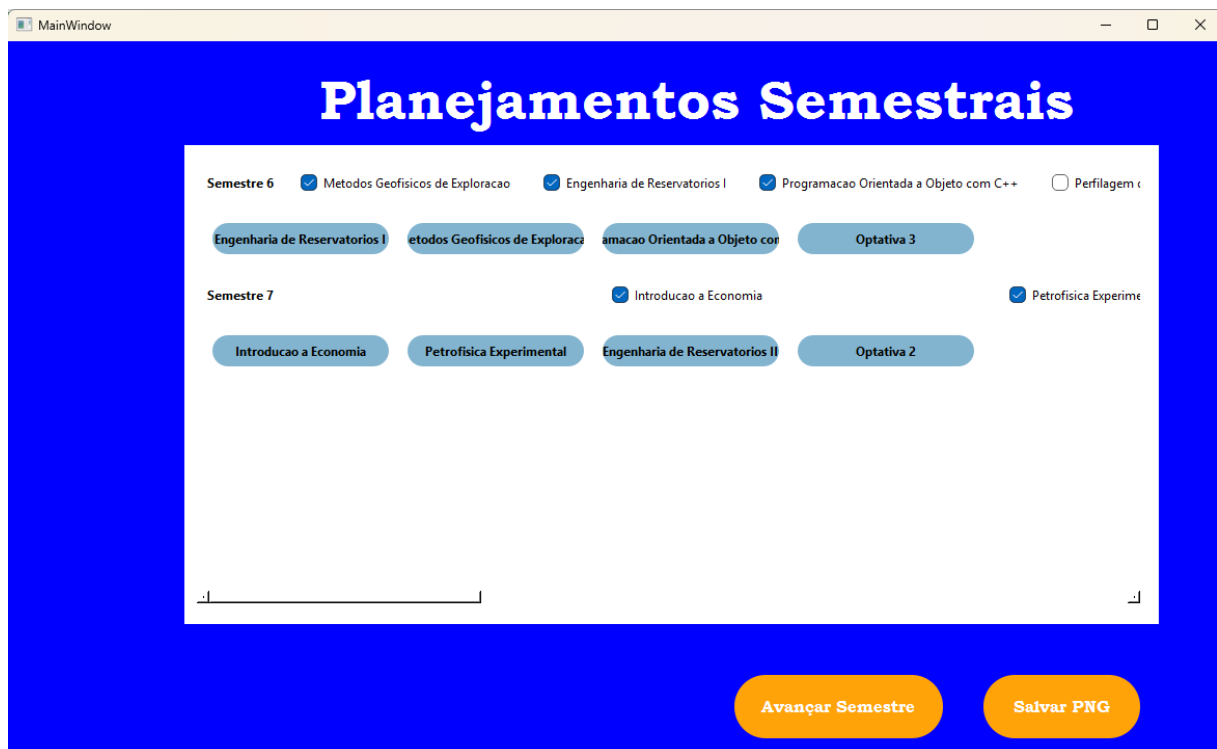 MainWindow
Planejamentos Semestrais
Semestre 6 Metodos Geofisicos de Exploracao Engenharia de Reservatorios I Programacao Orientada a Objeto com C++ Perfilagem
Engenharia de Reservatorios I etodos Geofisicos de Exploraca amacao Orientada a Objeto con Optativa 3
Semestre 7 Introducao a Economia Petrofisica Experime
Introducao a Economia Petrofisica Experimental Engenharia de Reservatorios II Optativa 2
Avançar Semestre Salvar PNG